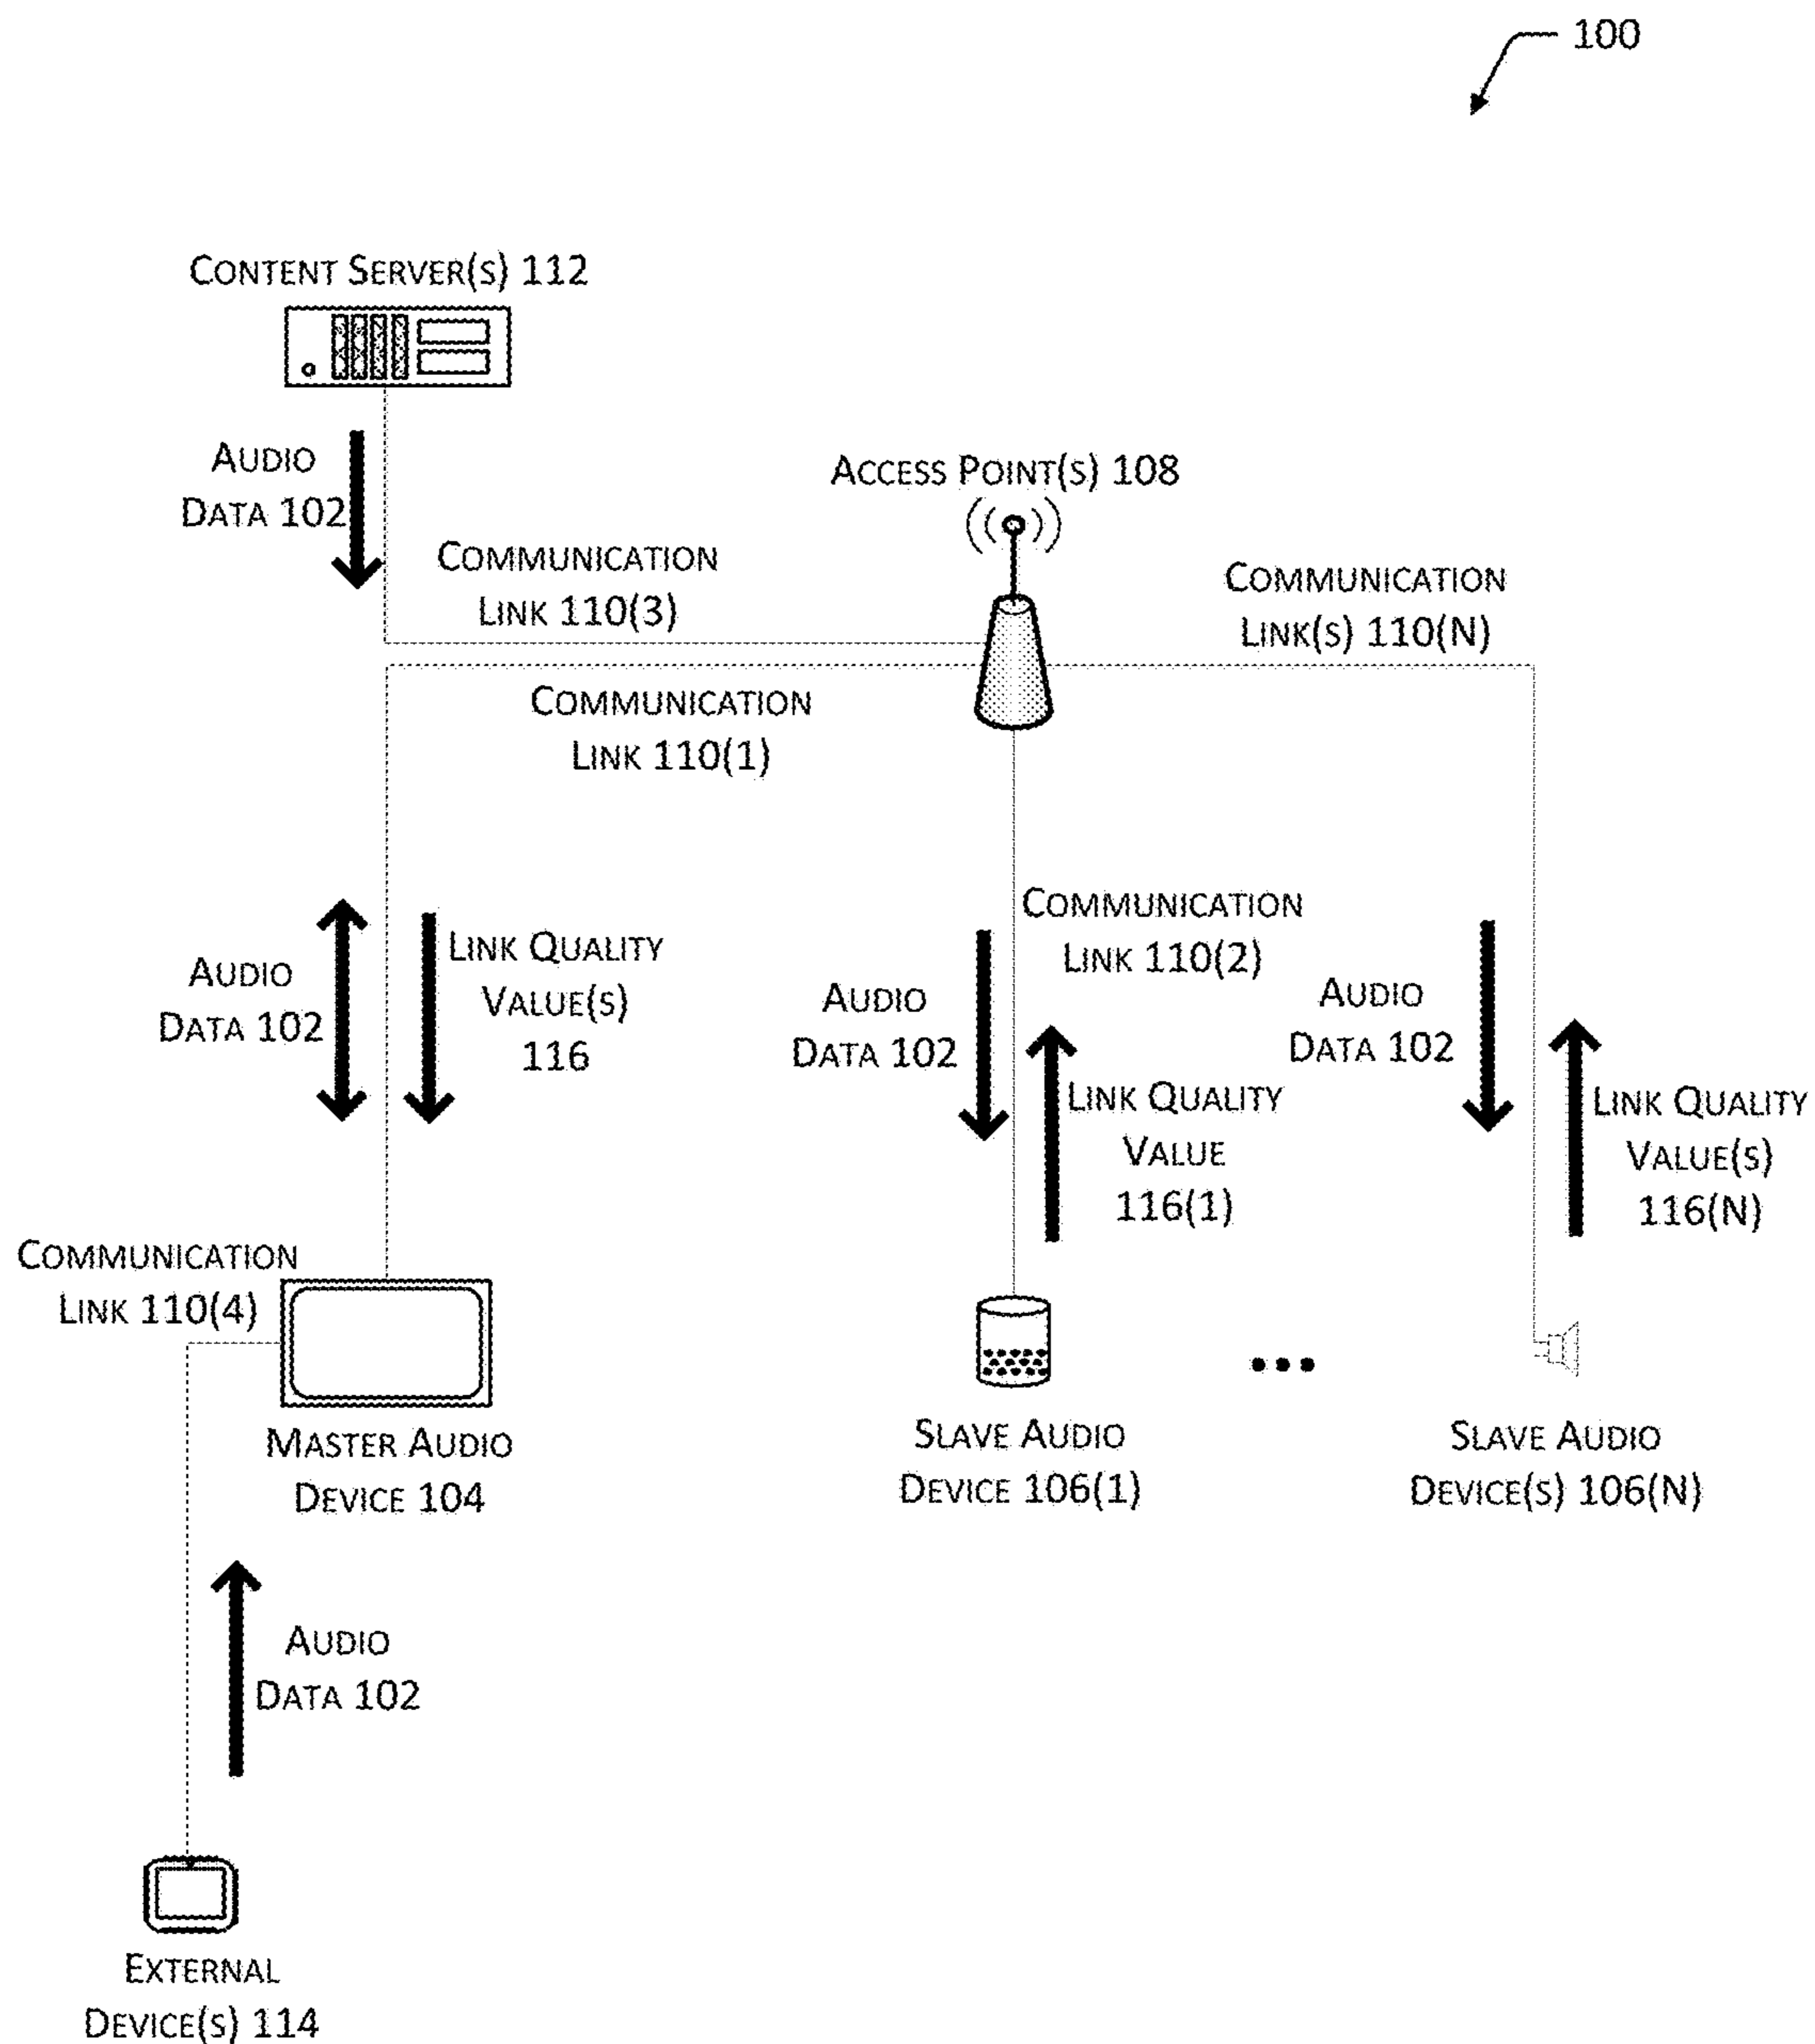 100
CONTENT SERVER(S) 112
AUDIO
DATA 102
ACCESS POINT(S) 108
COMMUNICATION
LINK 110(3)
COMMUNICATION
LINK(S) 110(N)
COMMUNICATION
LINK 110(1)
AUDIO
DATA 102
LINK QUALITY
VALUE(S)
116
COMMUNICATION
LINK 110(2)
AUDIO
DATA 102
LINK QUALITY
VALUE
116(1)
AUDIO
DATA 102
LINK QUALITY
VALUE(S)
116(N)
COMMUNICATION
LINK 110(4)
MASTER AUDIO
DEVICE 104
SLAVE AUDIO
DEVICE 106(1)
SLAVE AUDIO
DEVICE(S) 106(N)
AUDIO
DATA 102
EXTERNAL
DEVICE(S) 114